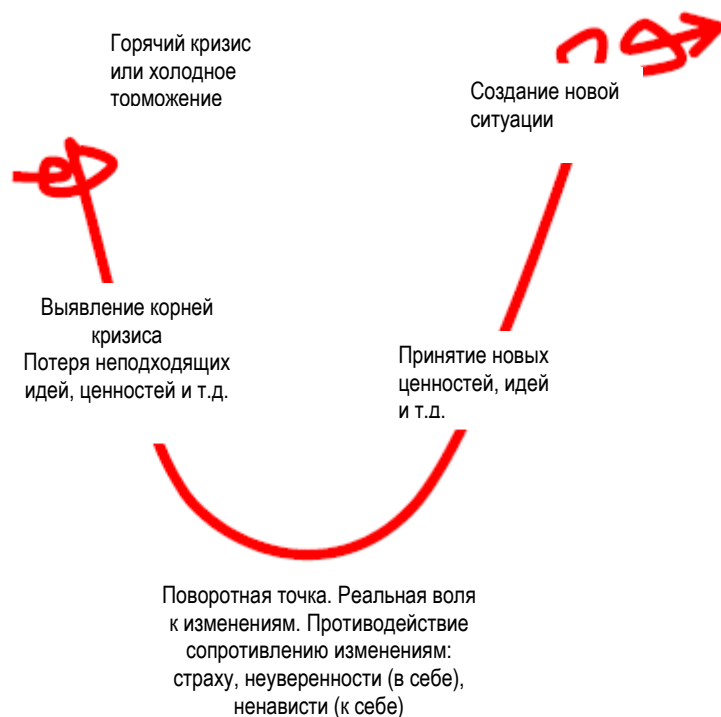 Горячий кризис
или холодное
торможение
Создание новой
ситуации
Выявление корней
кризиса
Потеря неподходящих
идей, ценностей и т.д.
Принятие новых
ценностей, идей
и т.д.
Поворотная точка. Реальная воля
к изменениям. Противодействие
сопротивлению изменениям:
страху, неуверенности (в себе),
ненависти (к себе)